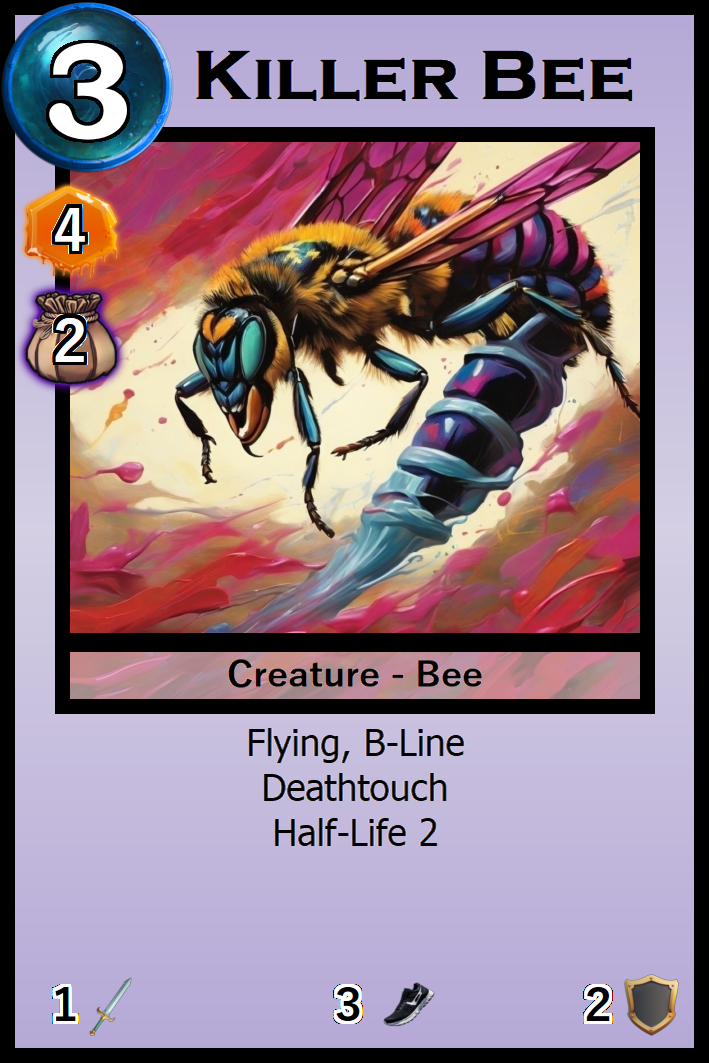 3
Killer Bee
4
2
Creature - Bee
Flying, B-Line
Deathtouch
Half-Life 2
1
3
2